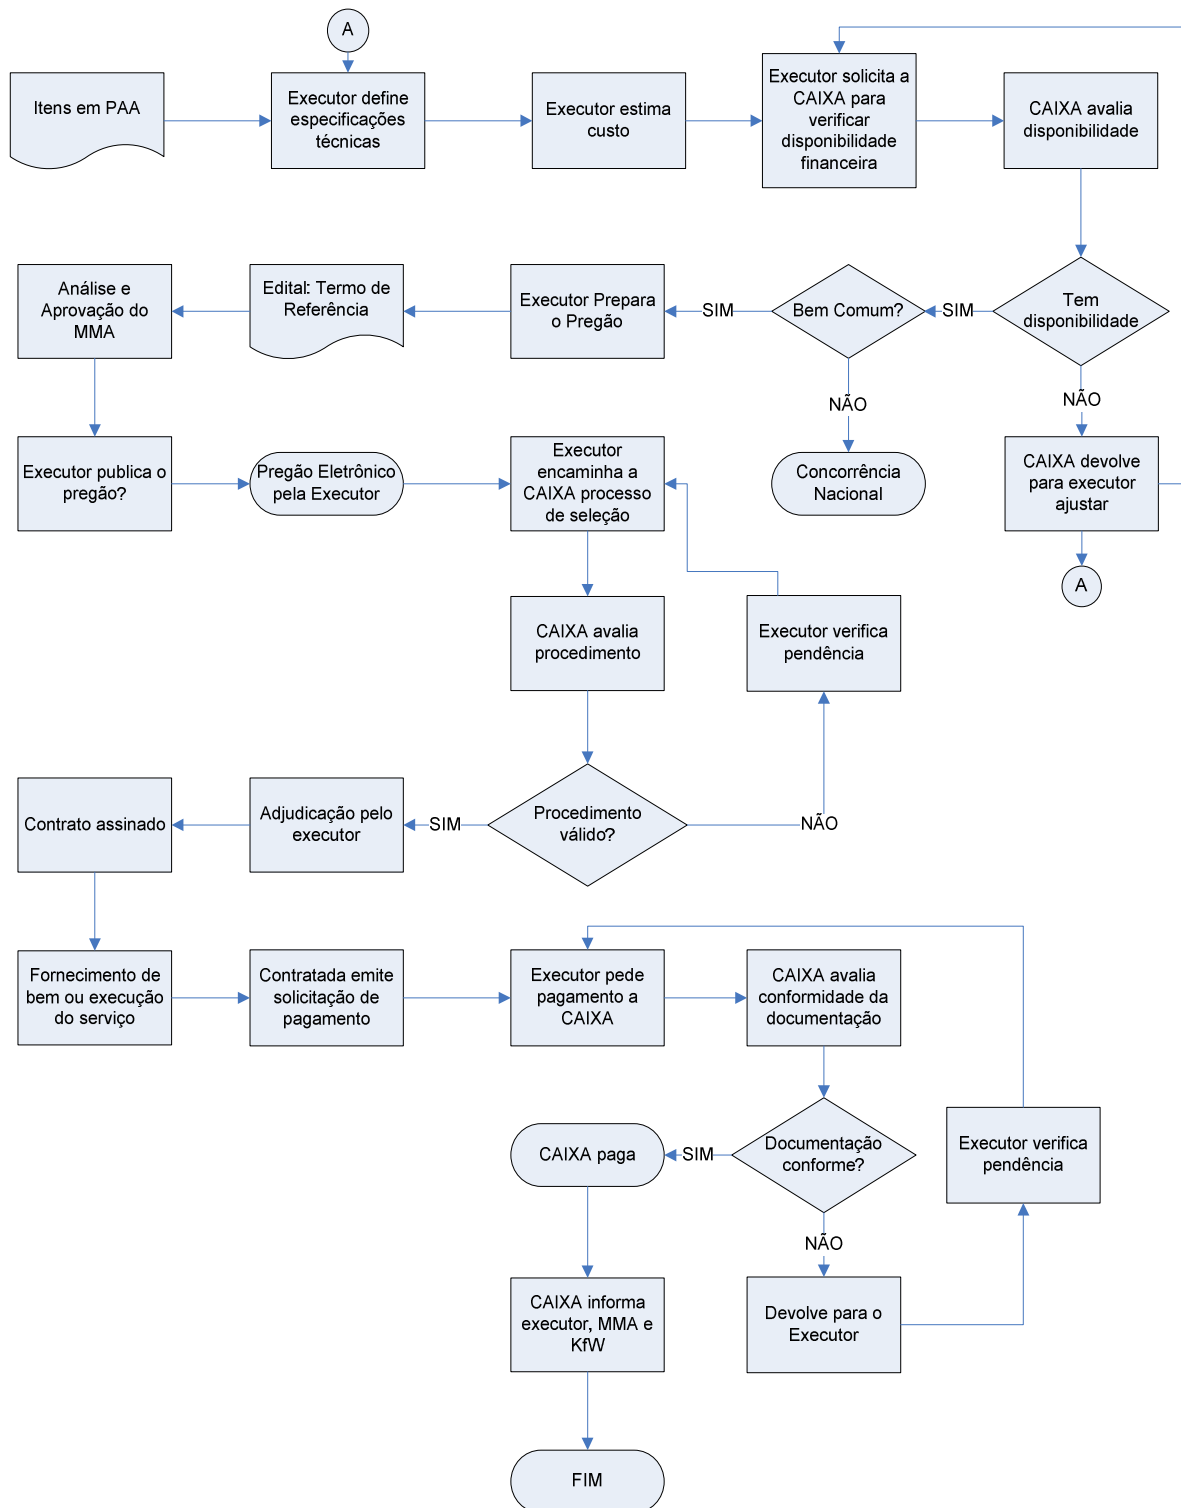 A
Itens em PAA
Executor define
especificações
técnicas
Executor estima
custo
Executor solicita a
CAIXA para
verificar
disponibilidade
financeira
CAIXA avalia
disponibilidade
Análise e
Aprovação do
MMA
Edital: Termo de
Referência
Executor Prepara
o Pregão
SIM
Bem Comum?
SIM
Tem
disponibilidade
NÃO
NÃO
Executor publica o
pregão?
Pregão Eletrônico
pela Executor
Executor
encaminha a
CAIXA processo
de seleção
Concorrência
Nacional
CAIXA devolve
para executor
ajustar
A
CAIXA avalia
procedimento
Executor verifica
pendência
Contrato assinado
Adjudicação pelo
executor
SIM
Procedimento
válido?
NÃO
Fornecimento de
bem ou execução
do serviço
Contratada emite
solicitação de
pagamento
Executor pede
pagamento a
CAIXA
CAIXA avalia
conformidade da
documentação
CAIXA paga
SIM
Documentação
conforme?
Executor verifica
pendência
NÃO
CAIXA informa
executor, MMA e
KfW
Devolve para o
Executor
FIM